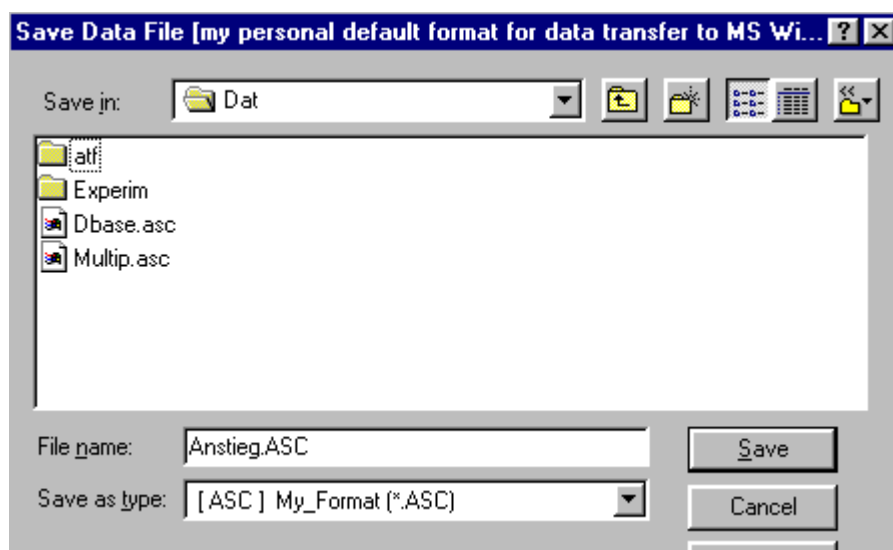 Save Data File [my personal default format for data transfer to MS Wi...
Save in: Dat
atf
Experim
Dbase.asc
Multip.asc
File name: Anstieg.ASC Save
Save as type: [ ASC ] My_Format (*.ASC) Cancel